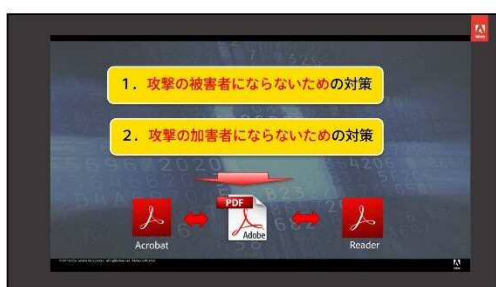 1．攻撃の被害者にならないための対策
2．攻撃の加害者にならないための対策
PDF
Adobe
Acrobat
Reader